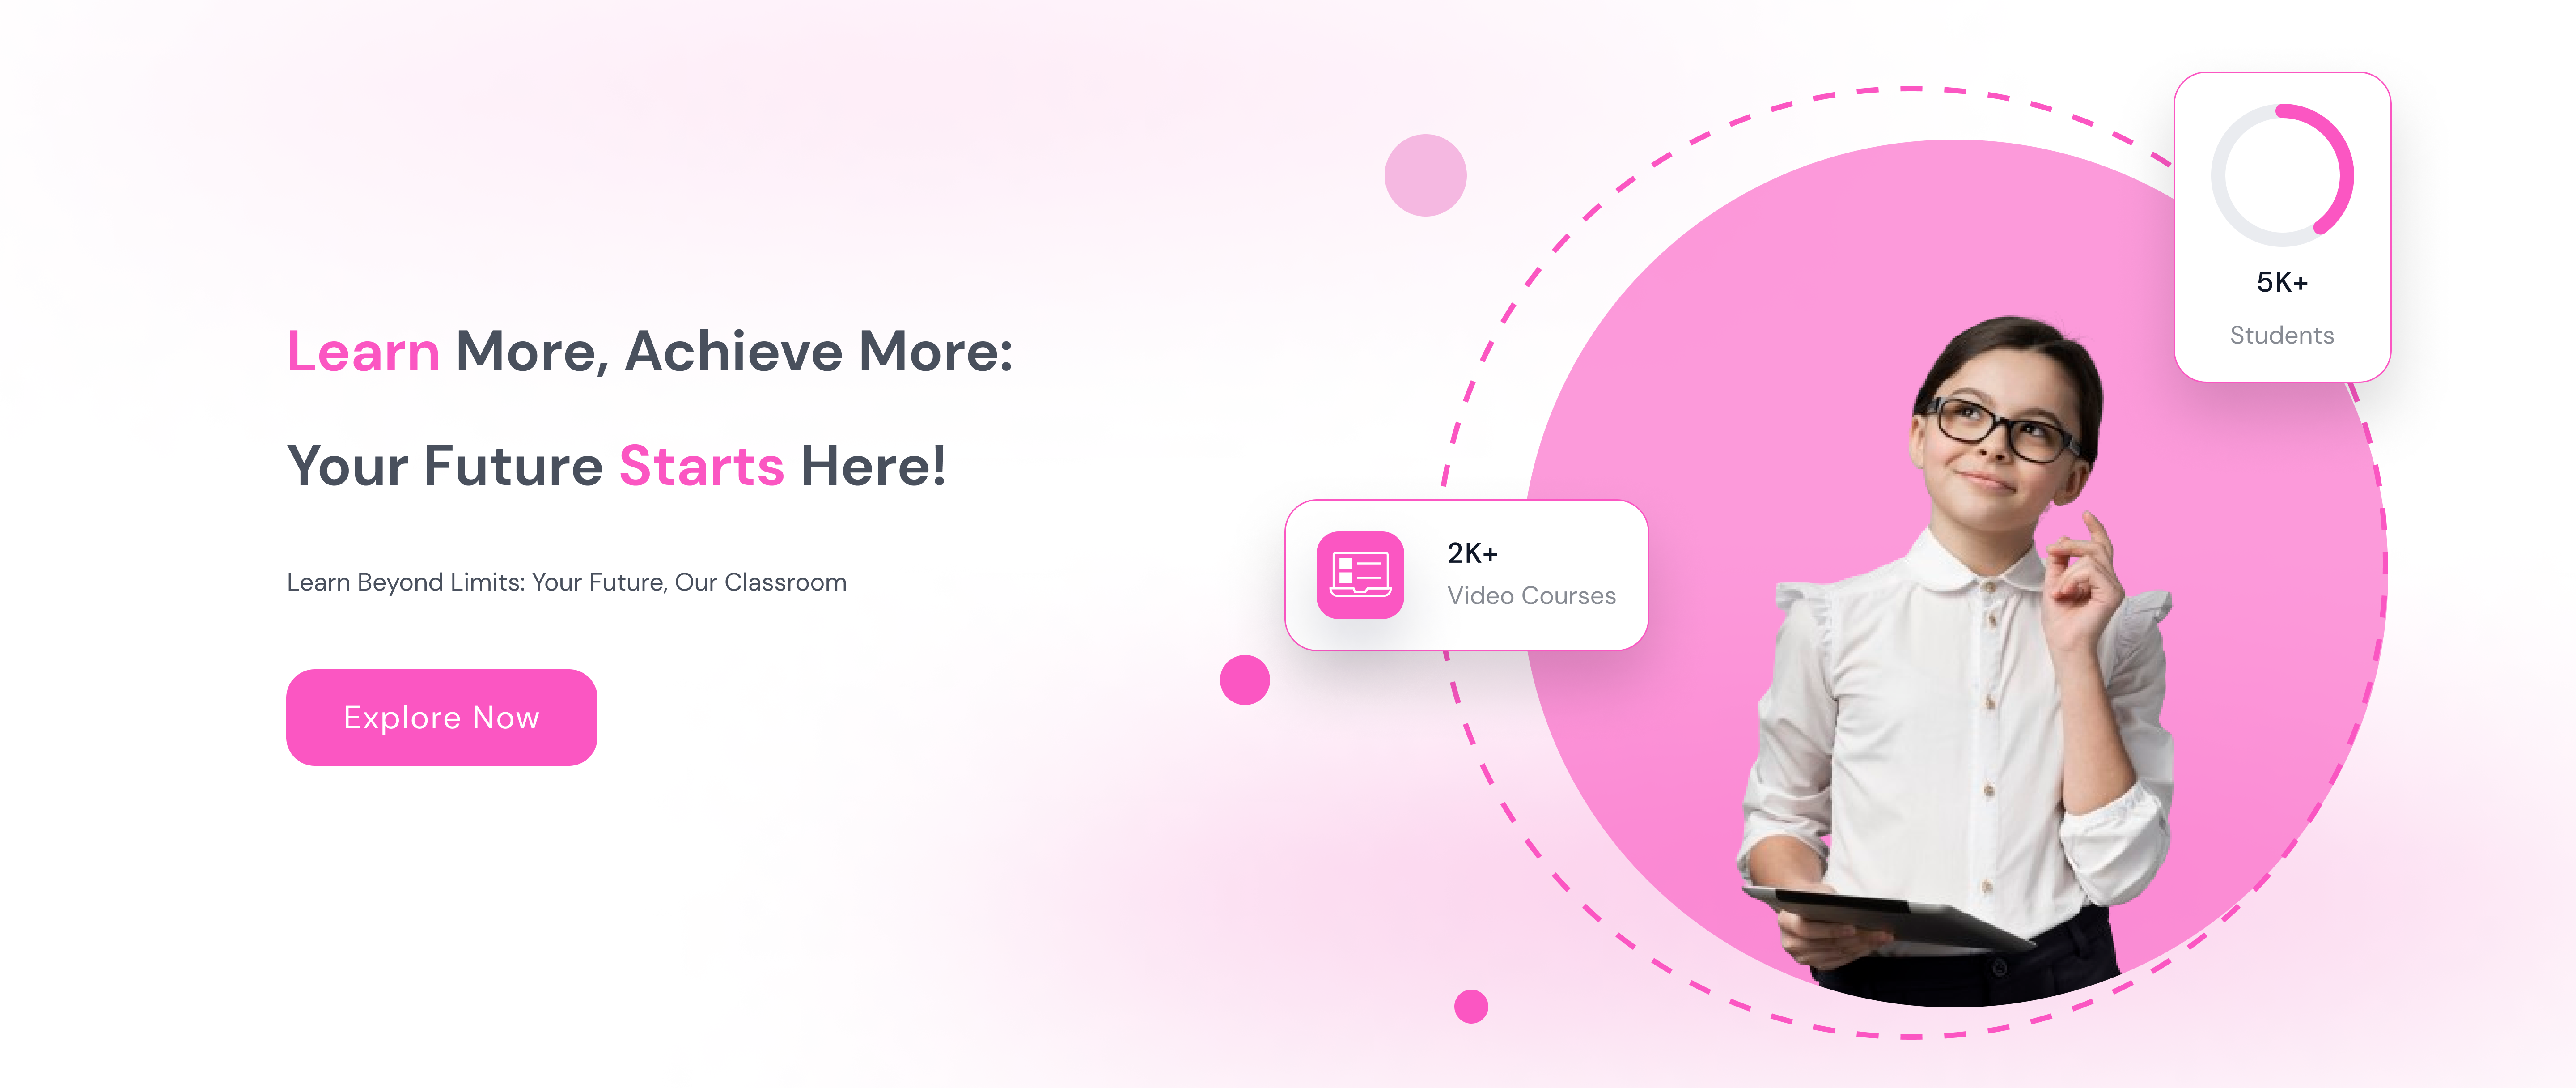 Learn More, Achieve More:
Your Future Starts Here!
Learn Beyond Limits: Your Future, Our Classroom
Explore Now
2K+
Video Courses
5K+
Students